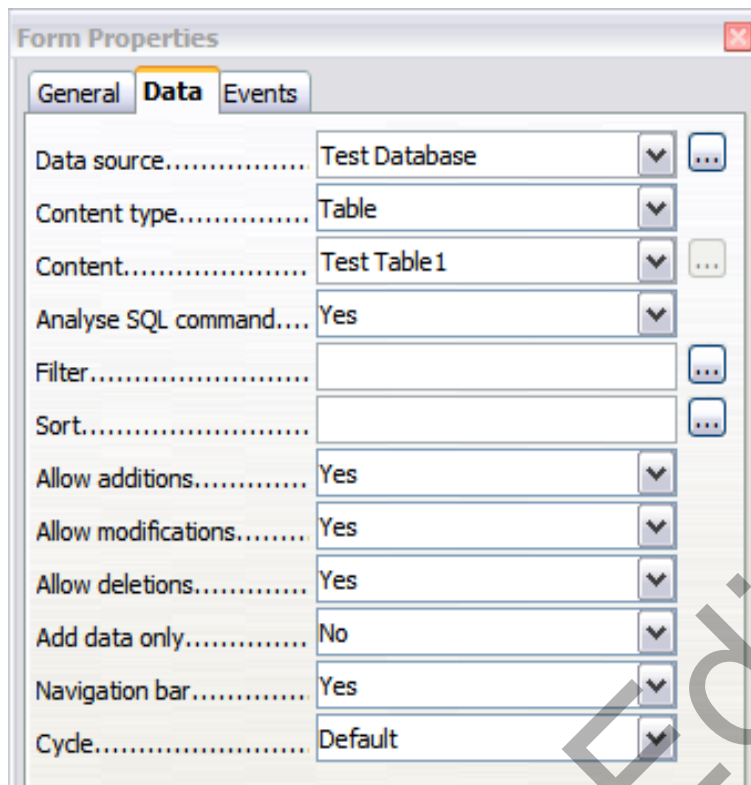 Form Properties
General Data Events
Data source................ Test Database ...
Content type............... Table
Content..................... Test Table1 ...
Analyse SQL command.... Yes
Filter......................... ...
Sort.......................... ...
Allow additions............. Yes
Allow modifications........ Yes
Allow deletions............. Yes
Add data only.............. No
Navigation bar............. Yes
Cycle........................ Default
Edi